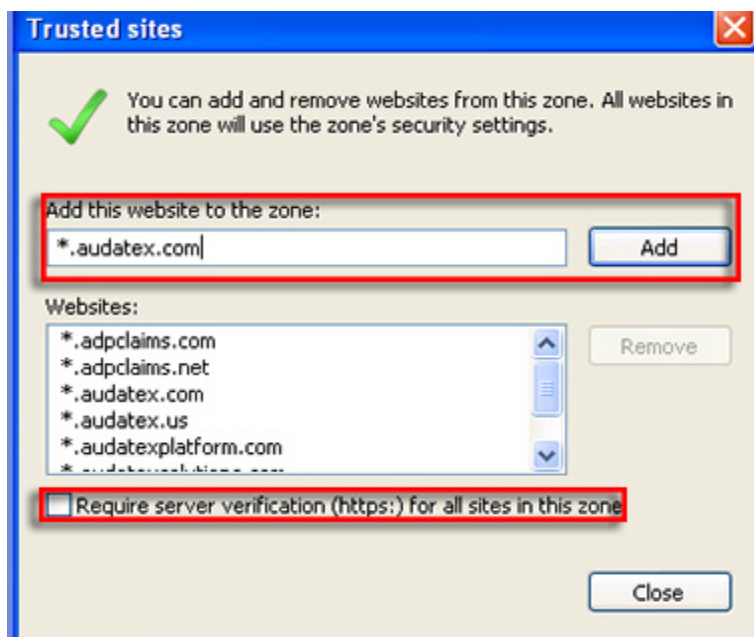 Trusted sites
You can add and remove websites from this zone. All websites in
this zone will use the zone's security settings.
Add this website to the zone:
*.audatex.com
Add
Websites:
*.adpclaims.com
*.adpclaims.net
*.audatex.com
*.audatex.us
*.audatexplatform.com
Remove
Require server verification (https:) for all sites in this zone
Close